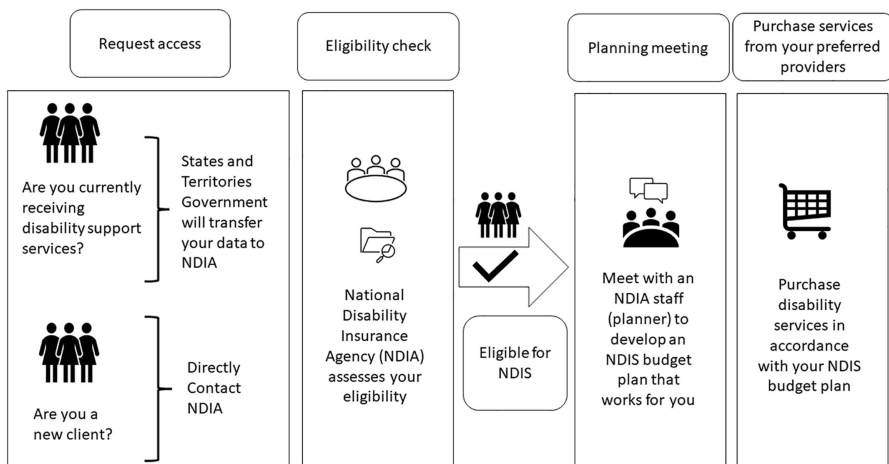 Request access
Eligibility check
Planning meeting
Purchase services
from your preferred
providers
Are you currently
receiving
disability support
services?
States and
Territories
Government
will transfer
your data to
NDIA
Are you a
new client?
Directly
Contact
NDIA
National
Disability
Insurance
Agency (NDIA)
assesses your
eligibility
Eligible for
NDIS
Meet with an
NDIA staff
(planner) to
develop an
NDIS budget
plan that
works for you
Purchase
disability
services in
accordance
with your NDIS
budget plan